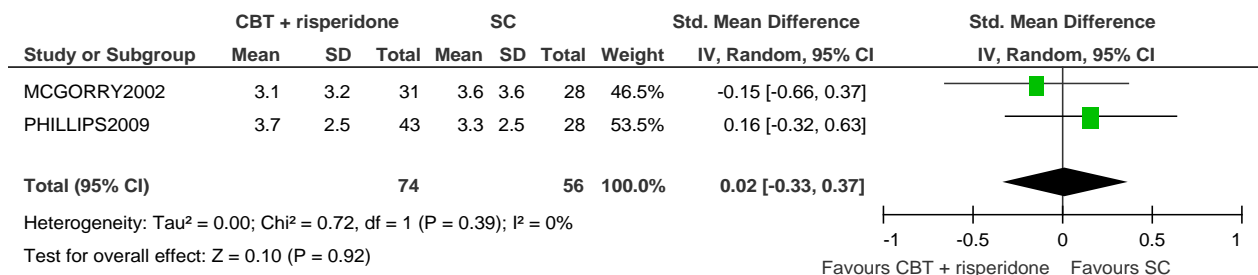 CBT + risperidone SC Std. Mean Difference Std. Mean Difference
Study or Subgroup Mean SD Total Mean SD Total Weight IV, Random, 95% CI IV, Random, 95% CI
MCGORRY2002 3.1 3.2 31 3.6 3.6 28 46.5% -0.15 [-0.66, 0.37]
PHILLIPS2009 3.7 2.5 43 3.3 2.5 28 53.5% 0.16 [-0.32, 0.63]
Total (95% CI) 74 56 100.0% 0.02 [-0.33, 0.37]
Heterogeneity: Tau² = 0.00; Chi² = 0.72, df = 1 (P = 0.39); I² = 0%
Test for overall effect: Z = 0.10 (P = 0.92)
-1 -0.5 0 0.5 1
Favours CBT + risperidone Favours SC